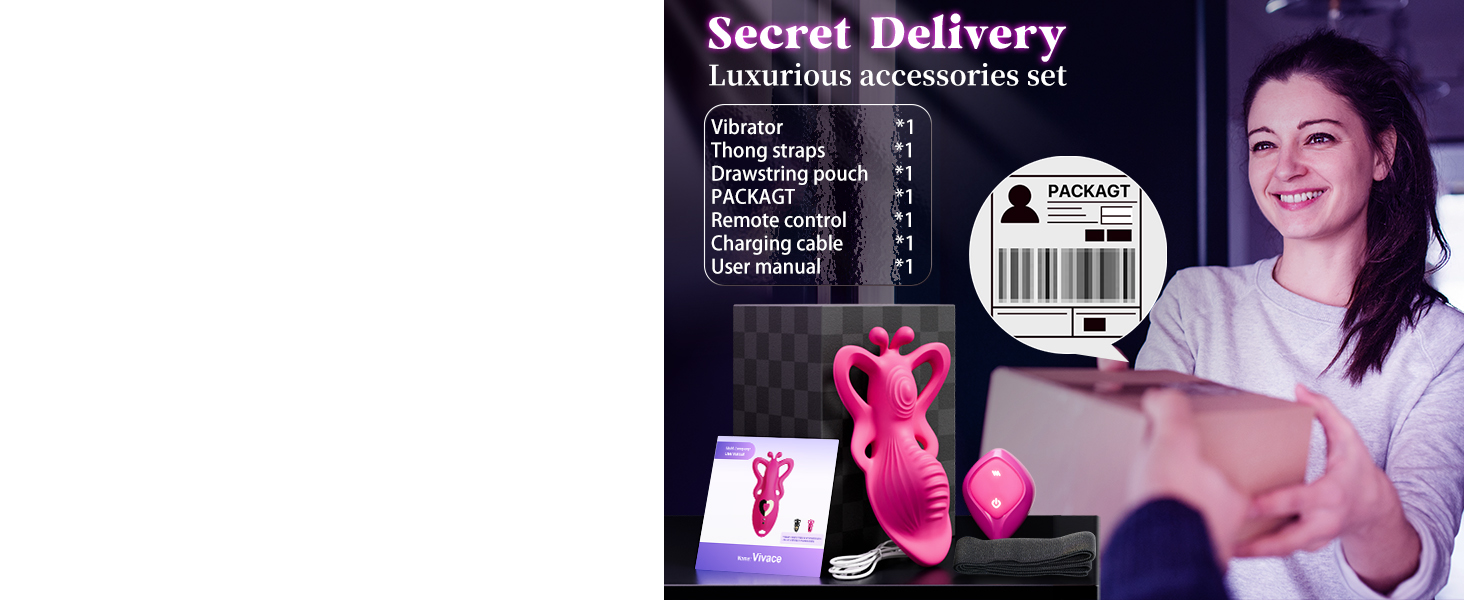 Secret Delivery
Luxurious accessories set
Vibrator *1
Thong straps *1
Drawstring pouch *1
PACKAGT *1
Remote control *1
Charging cable *1
User manual *1
PACKAGT
Vivace